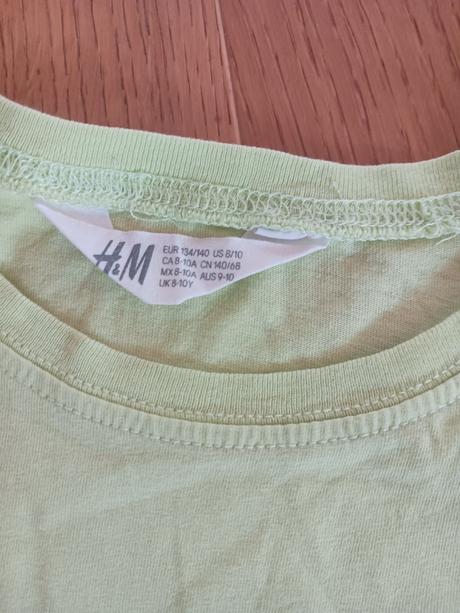 H&M
EUR 134/140 US 8/10
CA 8-10A CN 140/68
MX 8-10A AUS 9-10
UK 8-10Y